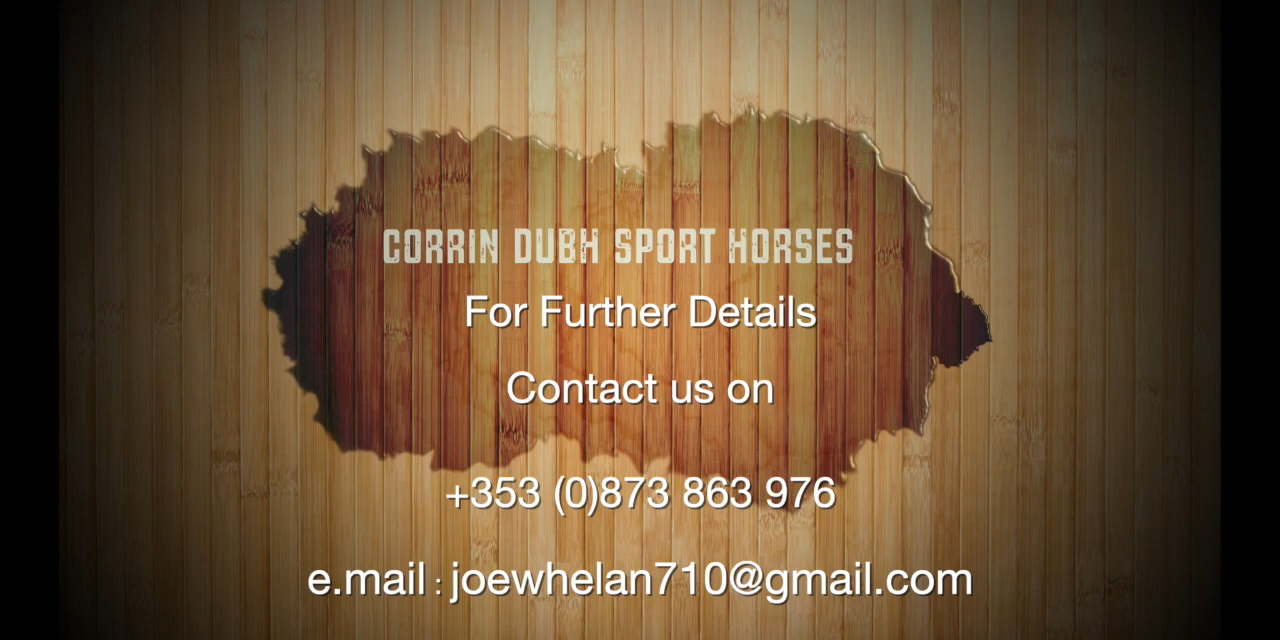 CORRIN DUBH SPORT HORSES
For Further Details
Contact us on
+353 (0)873 863 976
e.mail : joewhelan710@gmail.com